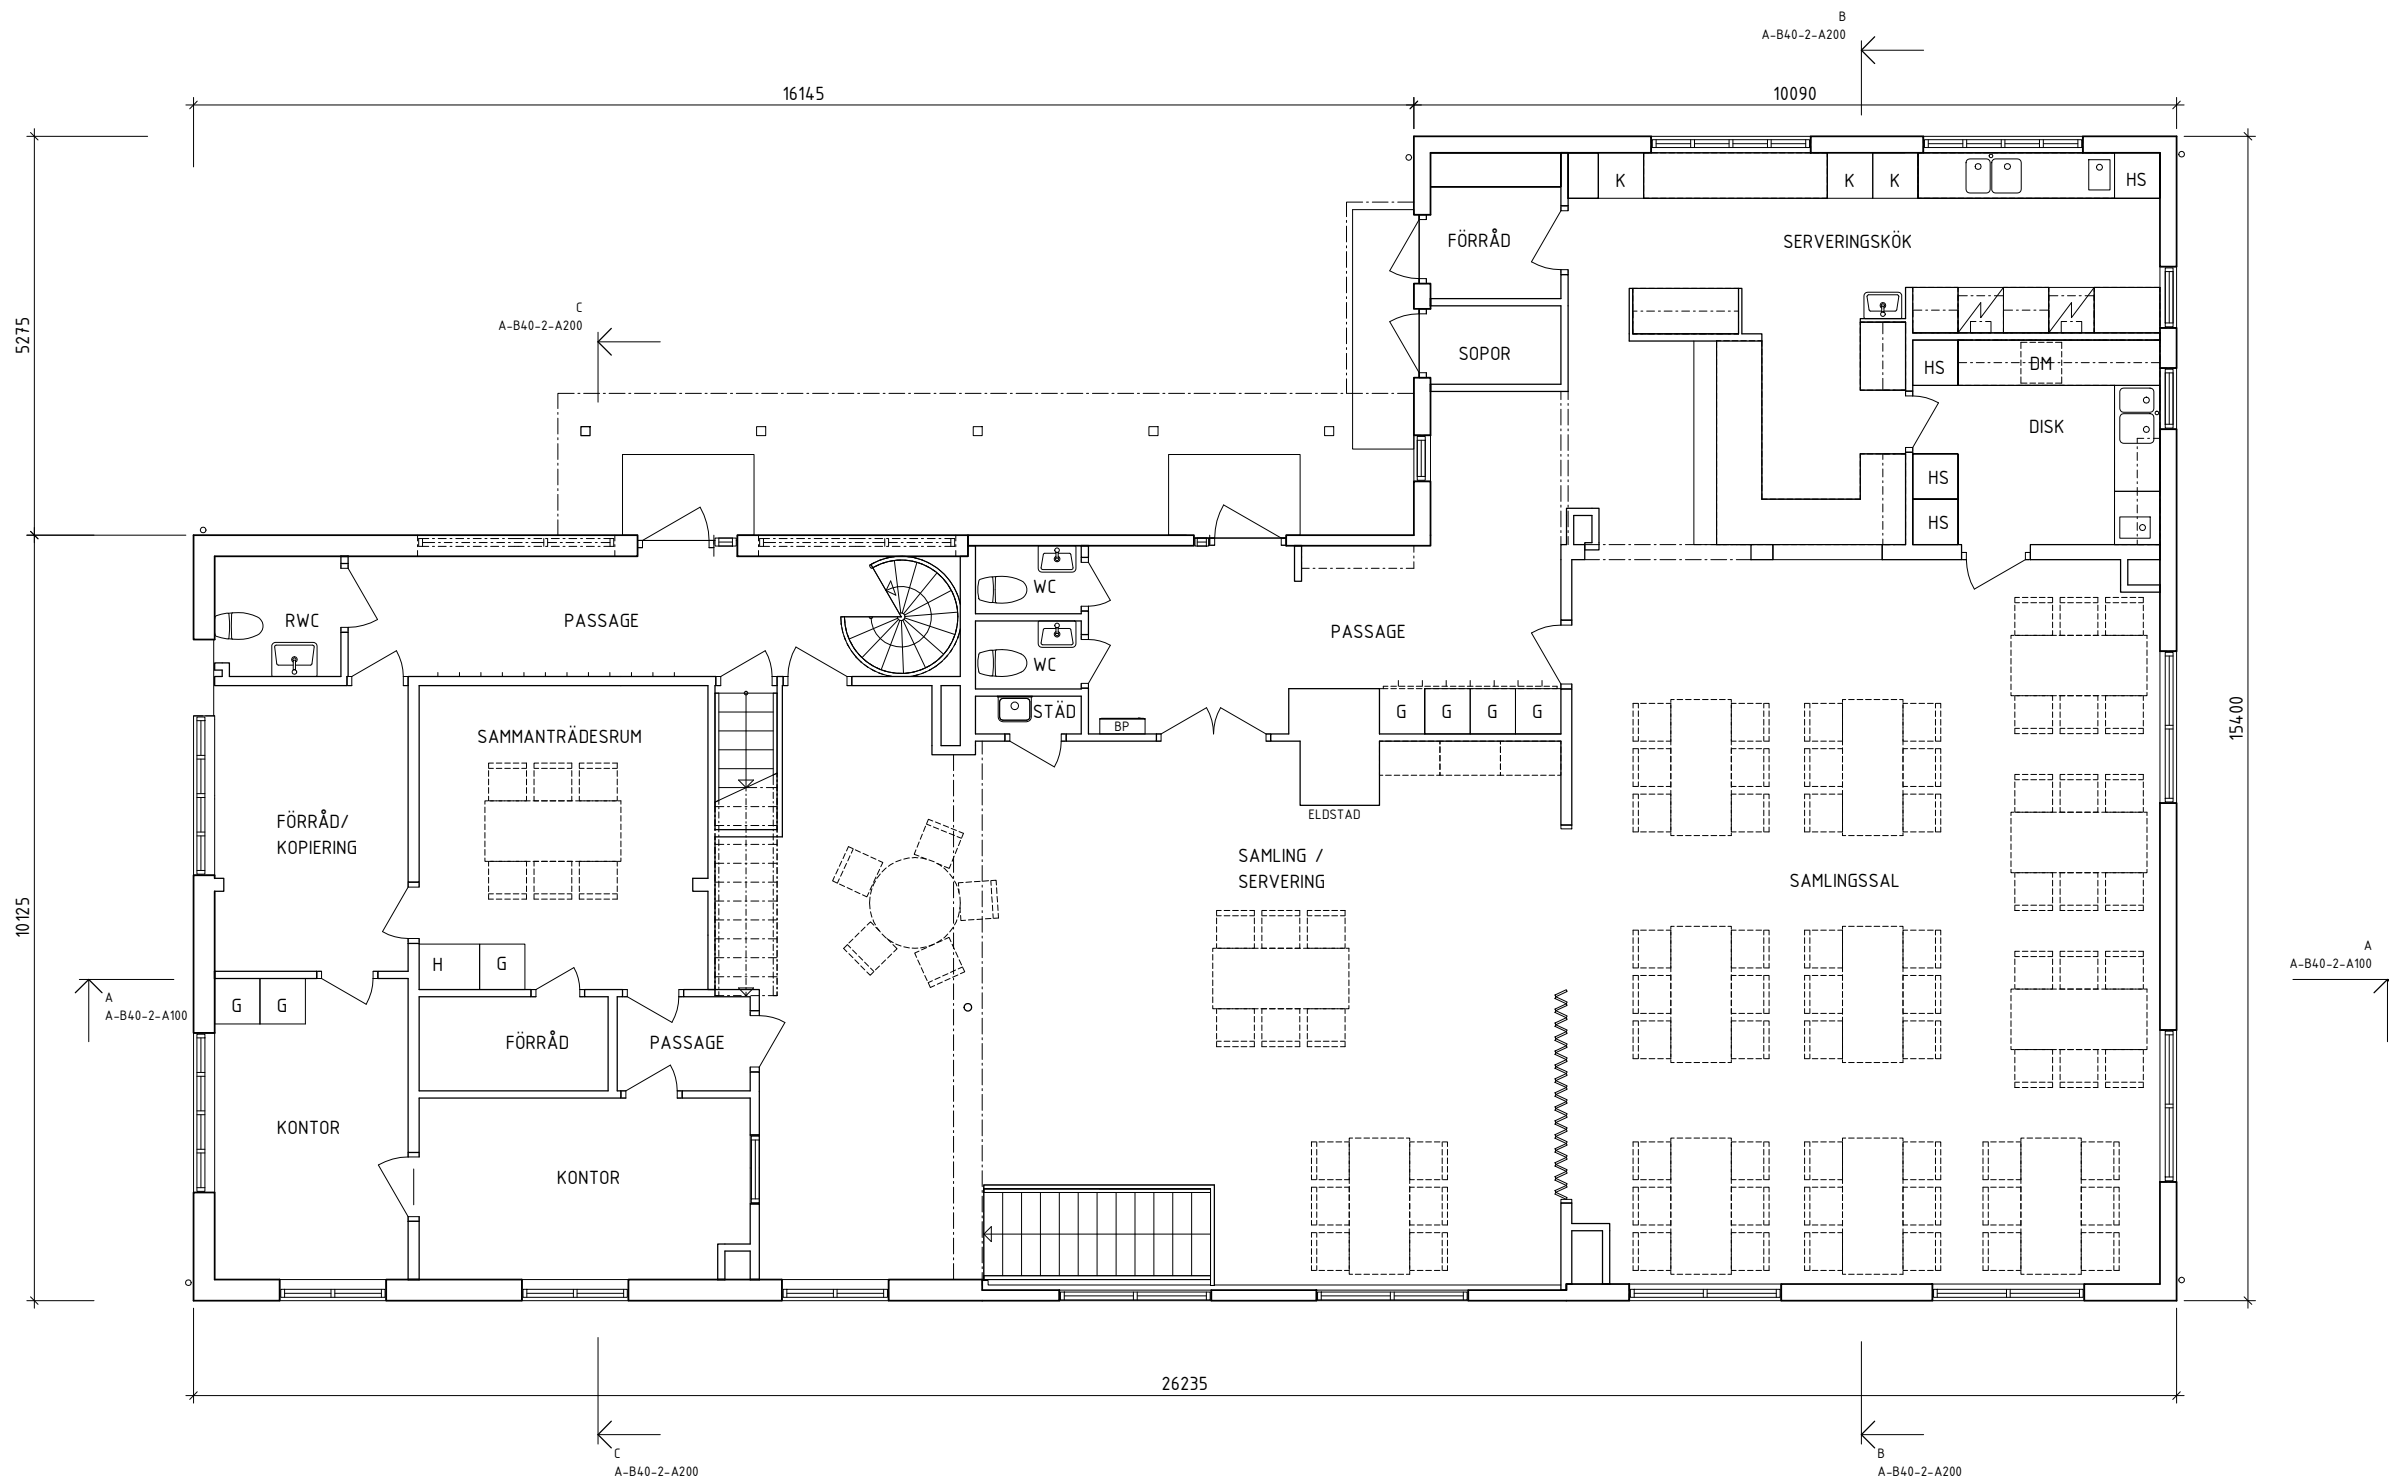 B
A-B40-2-A200
16145
10090
K
K
K
HS
FÖRRÅD
SERVERINGSKÖK
C
A-B40-2-A200
5275
SOPOR
HS
DM
DISK
HS
HS
RWC
PASSAGE
WC
WC
PASSAGE
STÄD
BP
G
G
G
G
15400
SAMMANTRÄDESRUM
ELDSTAD
FÖRRÅD/
KOPIERING
SAMLING /
SERVERING
SAMLINGSSAL
10125
H
G
A
A-B40-2-A100
A
A-B40-2-A100
G
G
FÖRRÅD
PASSAGE
KONTOR
KONTOR
26235
C
A-B40-2-A200
B
A-B40-2-A200